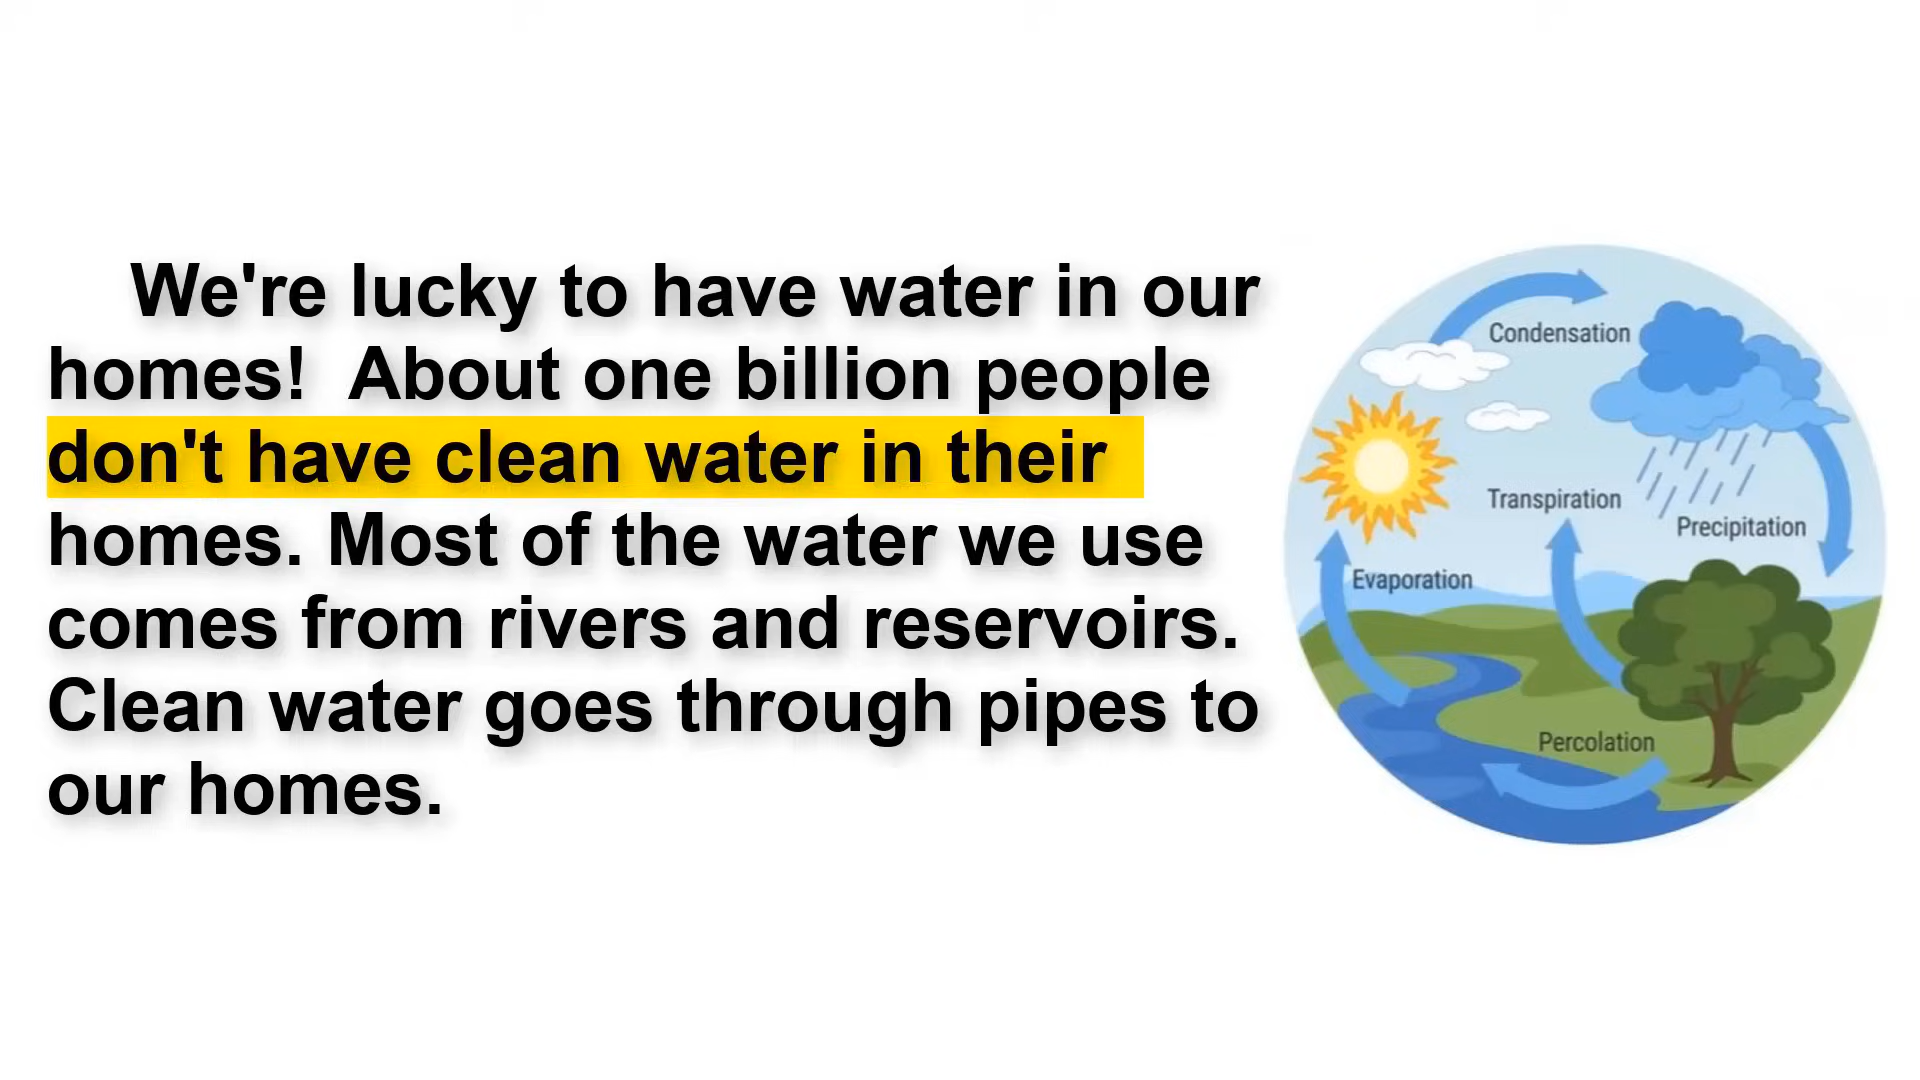 We're lucky to have water in our
homes!  About one billion people
don't have clean water in their
homes. Most of the water we use
comes from rivers and reservoirs.
Clean water goes through pipes to
our homes.
Condensation
Transpiration
Precipitation
Evaporation
Percolation